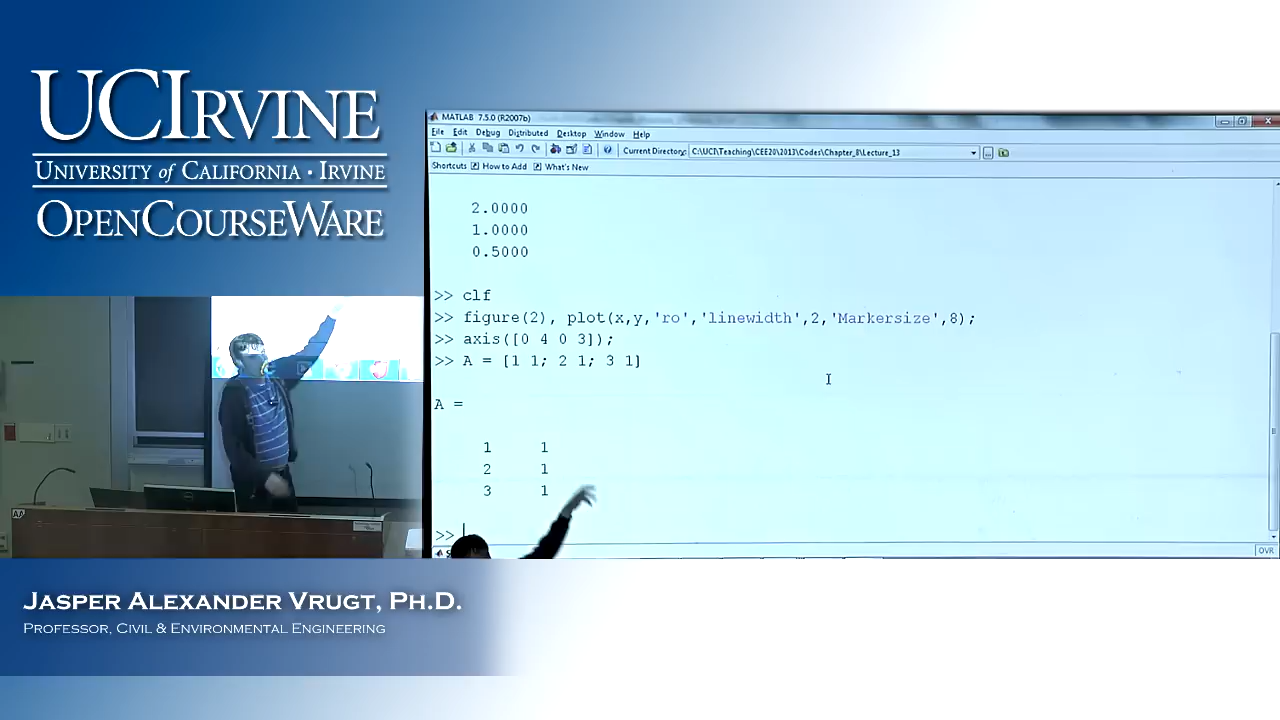 UCIRVINE
UNIVERSITY of CALIFORNIA · IRVINE
OPENCOURSEWARE
MATLAB 7.5.0 (R2007b)
File Edit Debug Distributed Desktop Window Help
Current Directory: C:\UCI\Teaching\CEE20\2013\Codes\Chapter_8\Lecture_13
Shortcuts How to Add What's New
2.0000
1.0000
0.5000
>> clf
>> figure(2), plot(x,y,'ro','linewidth',2,'Markersize',8);
>> axis([0 4 0 3]);
>> A = [1 1; 2 1; 3 1]
A =
1 1
2 1
3 1
>>
OVR
JASPER ALEXANDER VRUGT, PH.D.
PROFESSOR, CIVIL & ENVIRONMENTAL ENGINEERING